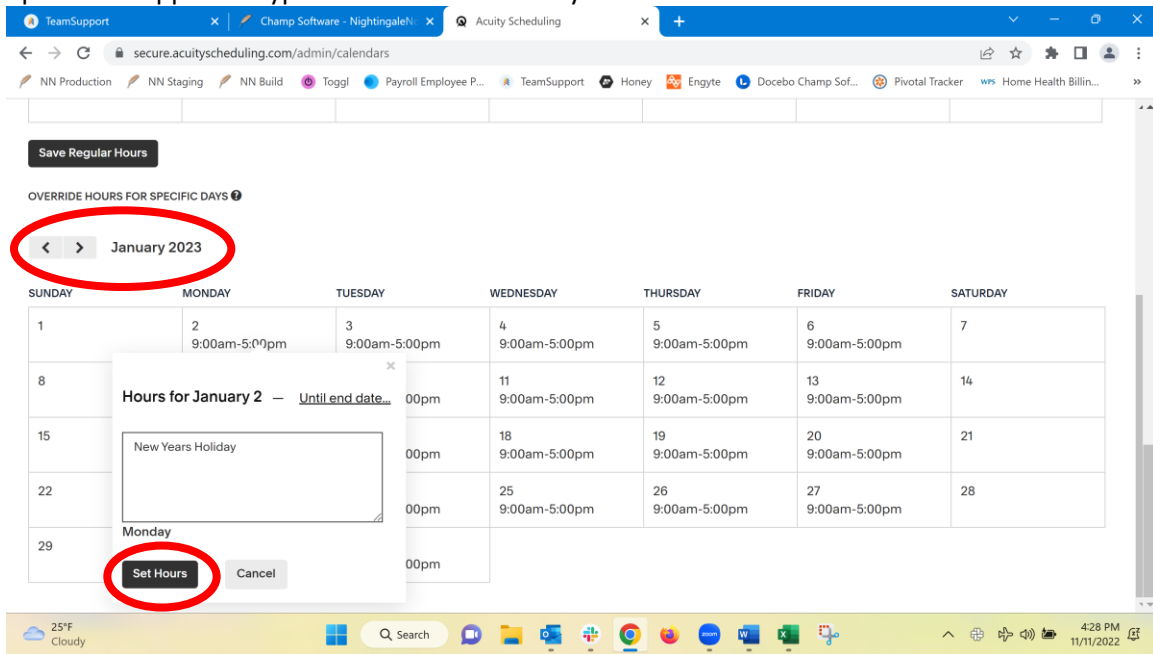 TeamSupport
Champ Software - Nightingale
Acuity Scheduling
secure.acuityscheduling.com/admin/calendars
NN Production NN Staging NN Build Toggl Payroll Employee P... TeamSupport Honey Engyte Docebo Champ Sof... Pivotal Tracker WPS Home Health Billin... »
Save Regular Hours
OVERRIDE HOURS FOR SPECIFIC DAYS ?
< > January 2023
SUNDAY MONDAY TUESDAY WEDNESDAY THURSDAY FRIDAY SATURDAY
1 2 3 4 5 6 7
9:00am-5:00pm 9:00am-5:00pm 9:00am-5:00pm 9:00am-5:00pm 9:00am-5:00pm
8 11 12 13 14
00pm 9:00am-5:00pm 9:00am-5:00pm 9:00am-5:00pm
Hours for January 2 – Until end date...
15 18 19 20 21
00pm 9:00am-5:00pm 9:00am-5:00pm 9:00am-5:00pm
New Years Holiday
22 25 26 27 28
00pm 9:00am-5:00pm 9:00am-5:00pm 9:00am-5:00pm
Monday
29
00pm
Set Hours Cancel
25°F
Cloudy
Search
zoom
4:28 PM
11/11/2022